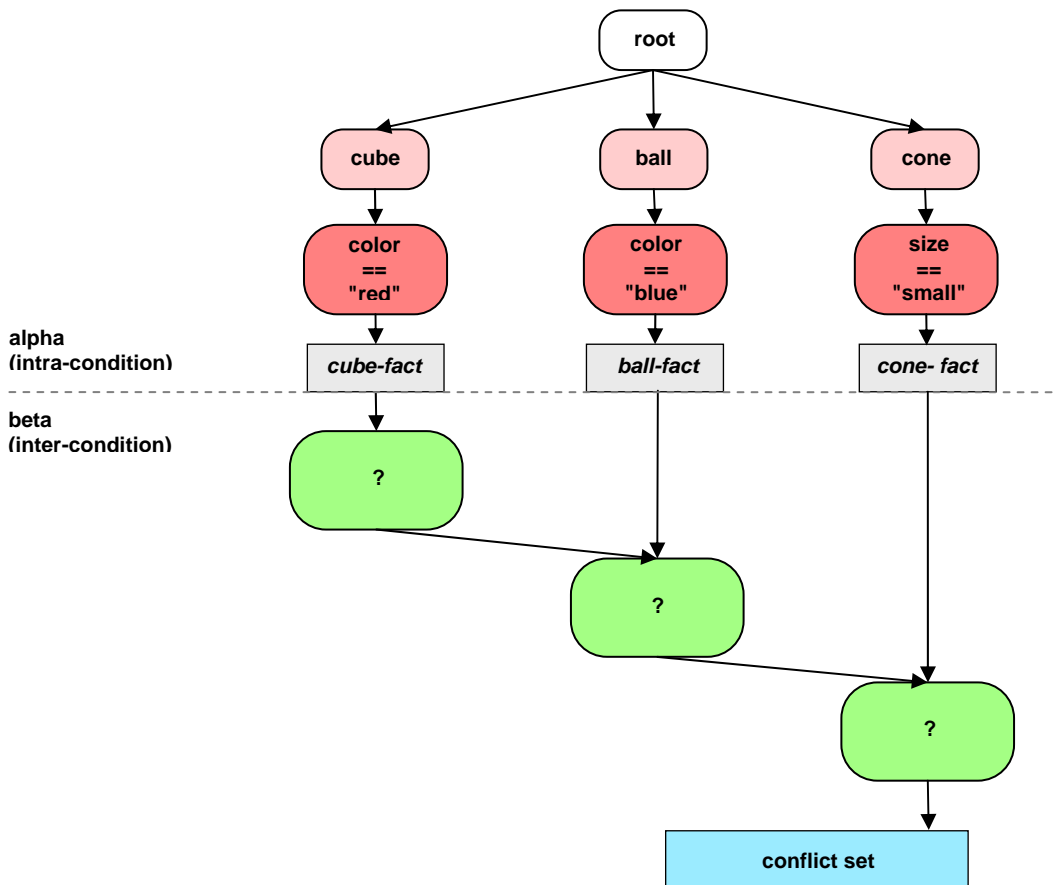 root
cube
ball
cone
color
==
"red"
color
==
"blue"
size
==
"small"
alpha
(intra-condition)
cube-fact
ball-fact
cone- fact
beta
(inter-condition)
?
?
?
conflict set